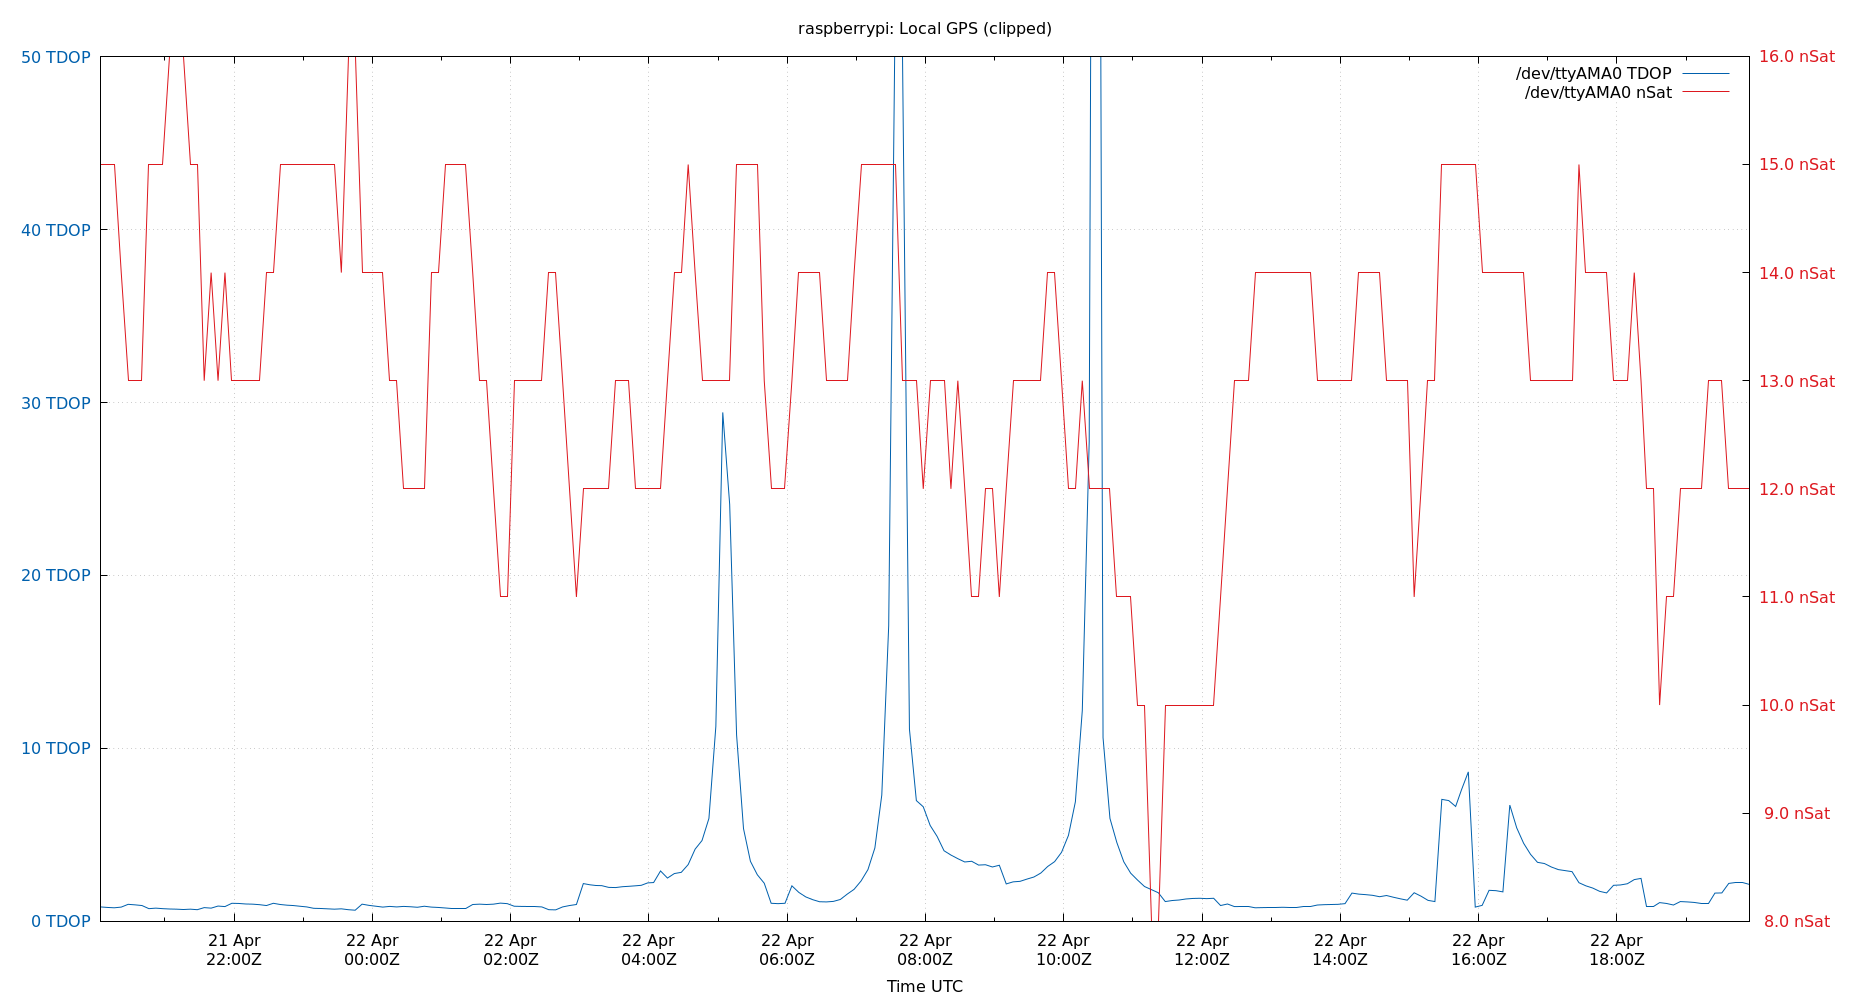 raspberrypi: Local GPS (clipped)
50 TDOP
40 TDOP
30 TDOP
20 TDOP
10 TDOP
0 TDOP
16.0 nSat
15.0 nSat
14.0 nSat
13.0 nSat
12.0 nSat
11.0 nSat
10.0 nSat
9.0 nSat
8.0 nSat
/dev/ttyAMA0 TDOP
/dev/ttyAMA0 nSat
21 Apr
22:00Z
22 Apr
00:00Z
22 Apr
02:00Z
22 Apr
04:00Z
22 Apr
06:00Z
22 Apr
08:00Z
22 Apr
10:00Z
22 Apr
12:00Z
22 Apr
14:00Z
22 Apr
16:00Z
22 Apr
18:00Z
Time UTC